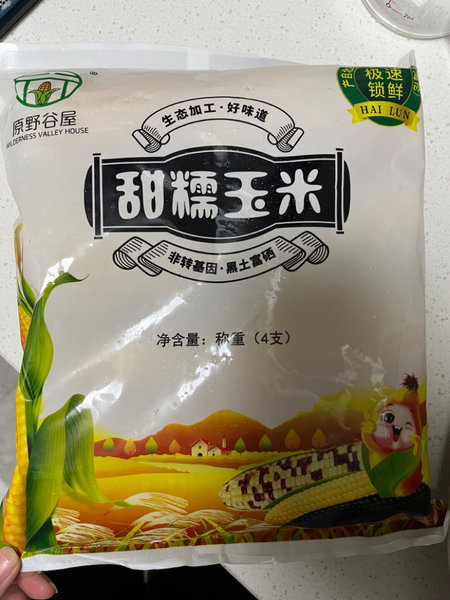 原野谷屋
WILDERNESS VALLEY HOUSE
®
极速
锁鲜
HAI LUN
生态加工·好味道
甜糯玉米
非转基因·黑土富硒
净含量：称重（4支）